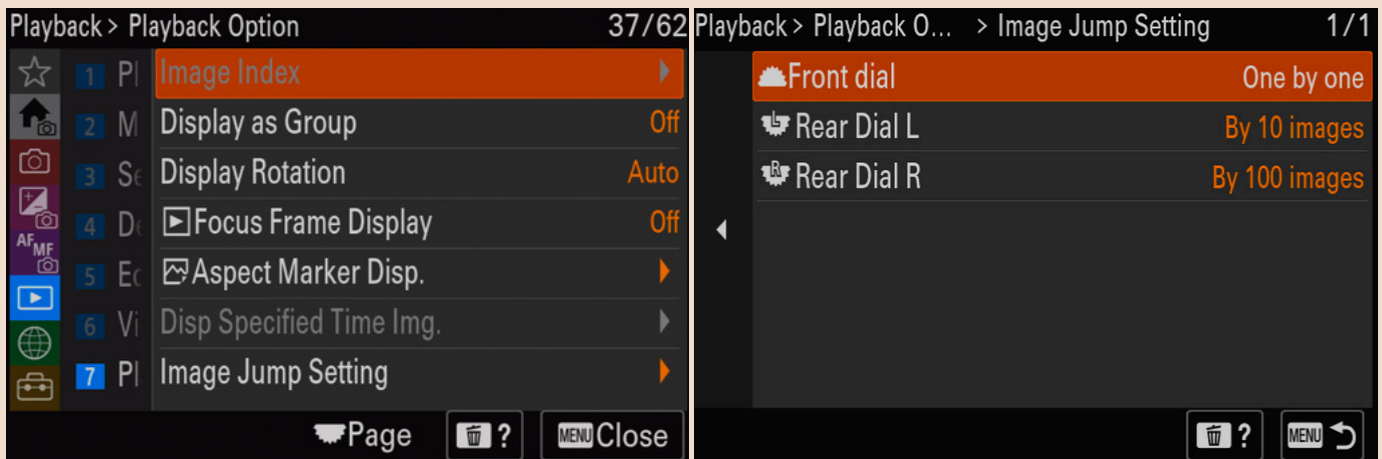 Playback > Playback Option 37/62
1 Pl
Image Index
2 M
Display as Group Off
3 Se
Display Rotation Auto
4 De
Focus Frame Display Off
AF MF
5 Ec
Aspect Marker Disp.
6 Vi
Disp Specified Time Img.
7 Pl
Image Jump Setting
Page ? MENU Close
Playback > Playback O... > Image Jump Setting 1/1
Front dial One by one
L Rear Dial L By 10 images
R Rear Dial R By 100 images
? MENU